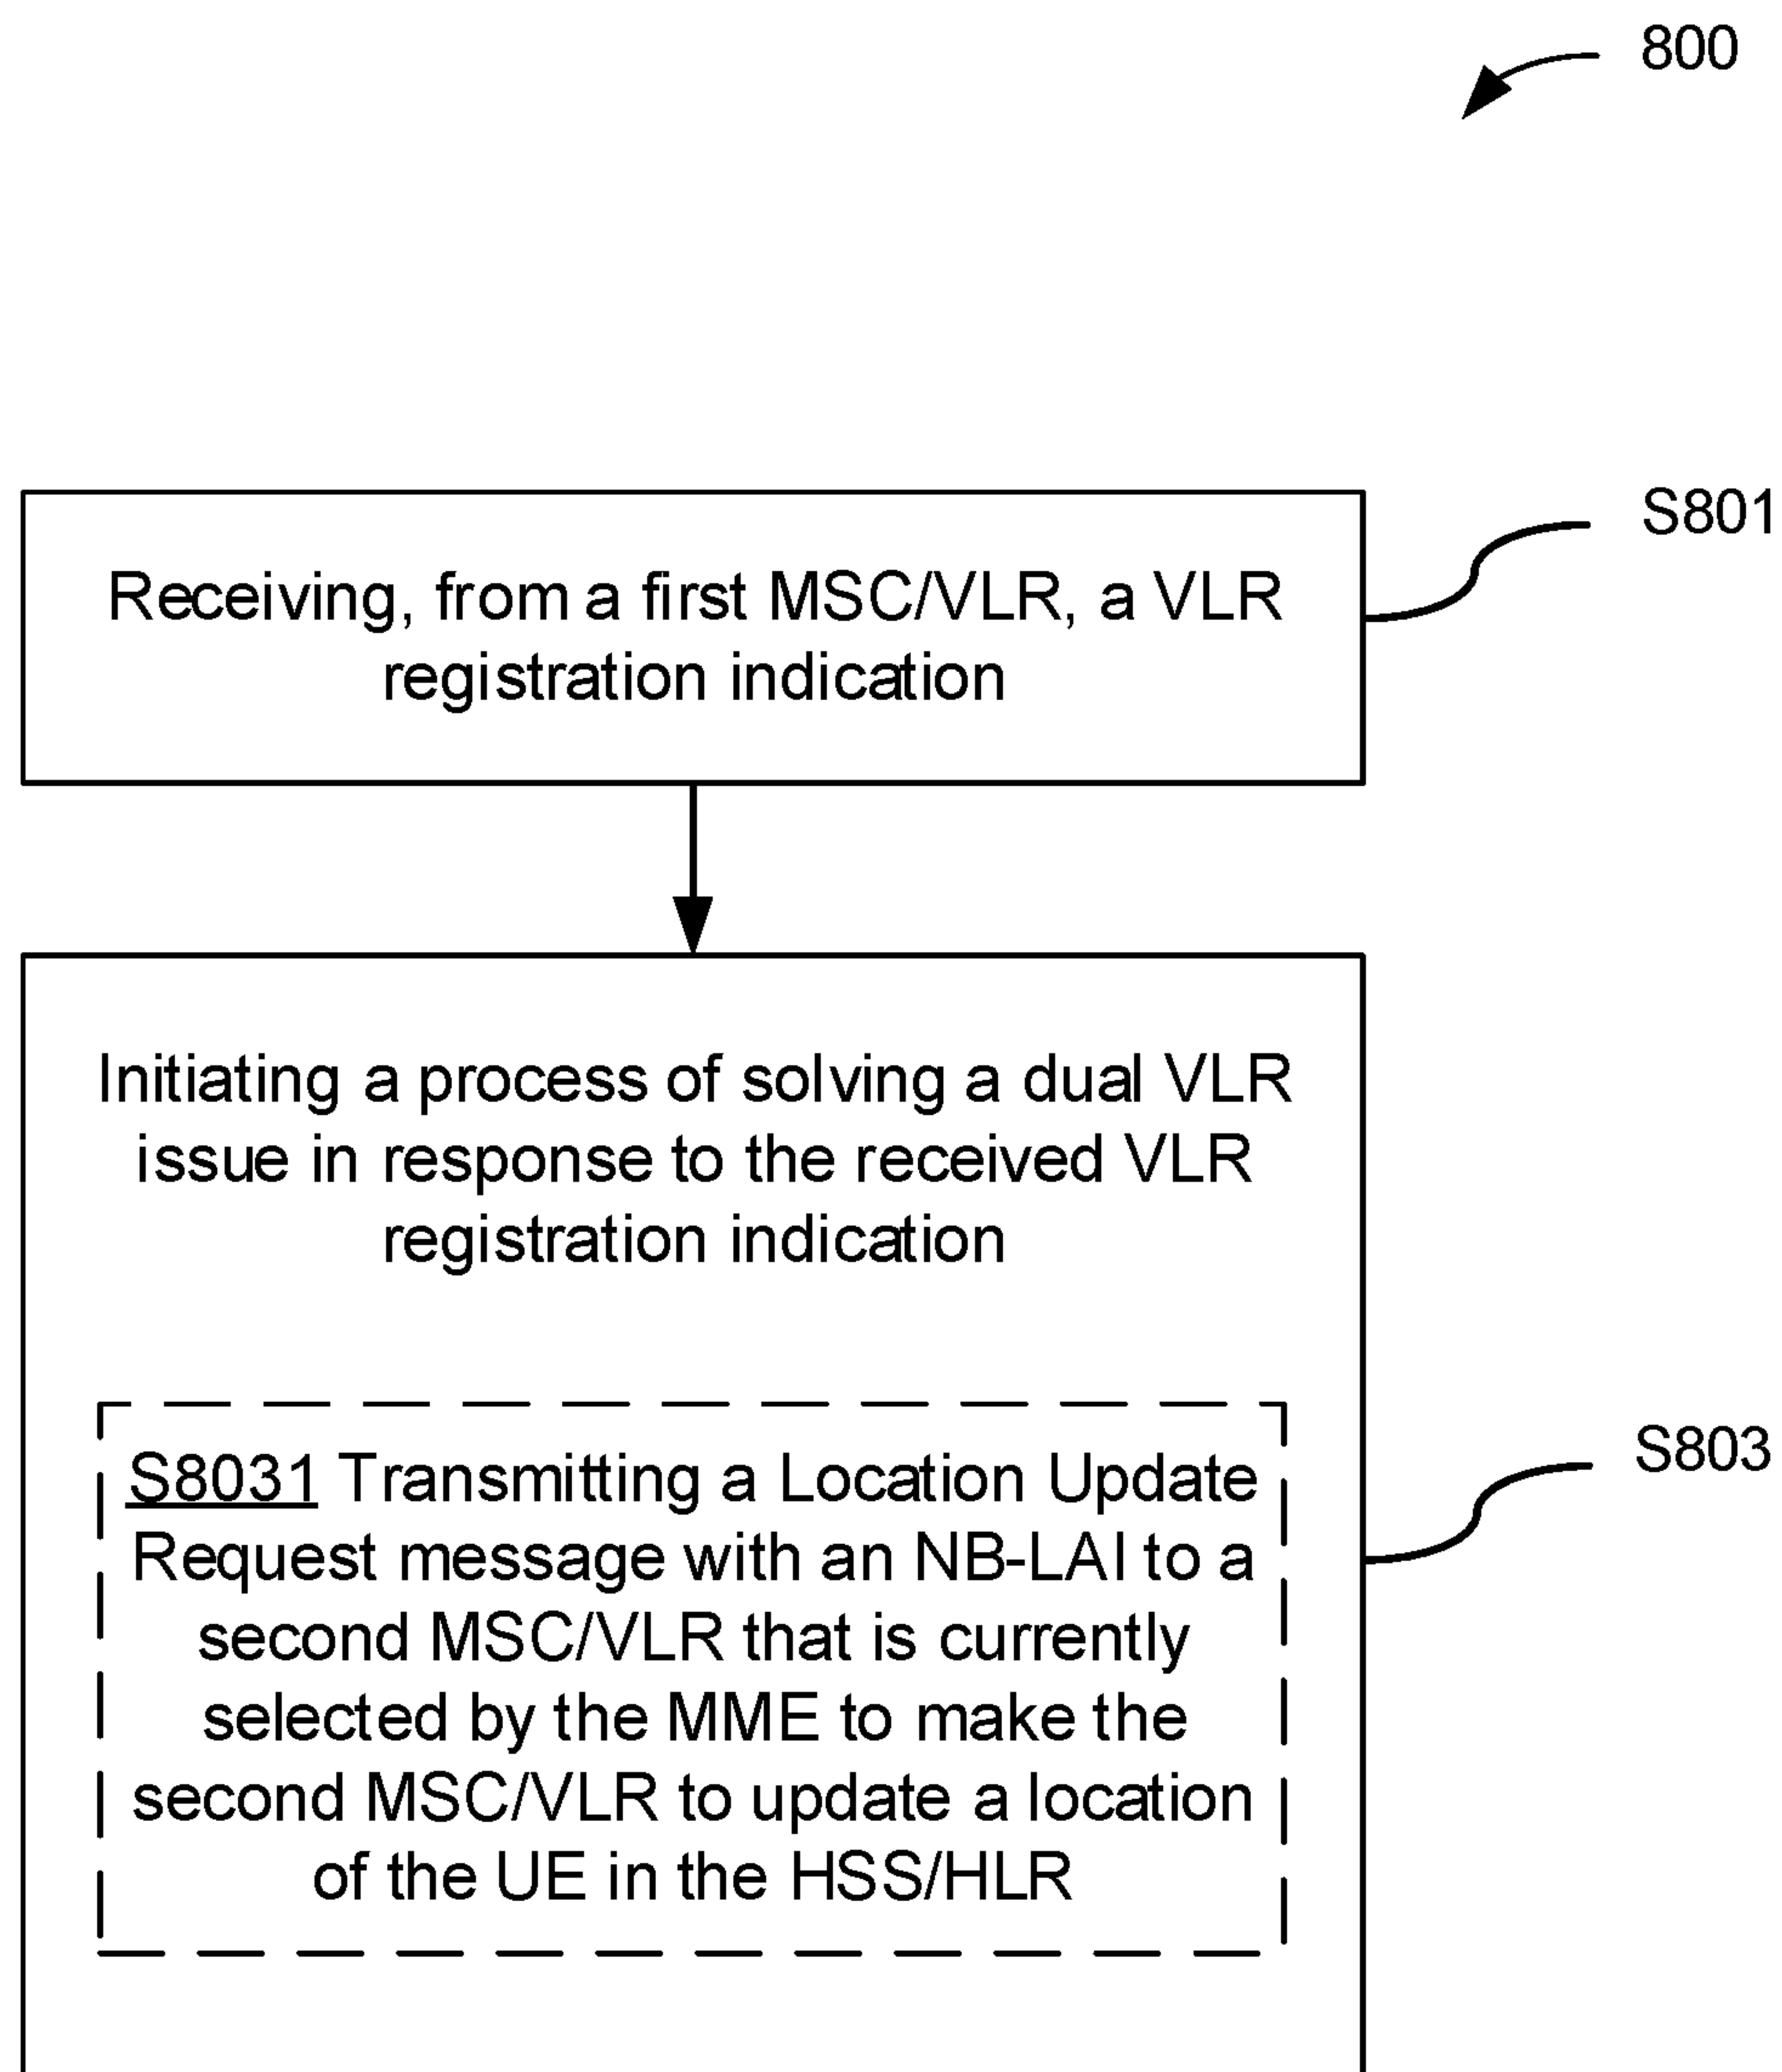 800
S801
Receiving, from a first MSC/VLR, a VLR
registration indication
Initiating a process of solving a dual VLR
issue in response to the received VLR
registration indication
S803
S8031 Transmitting a Location Update
Request message with an NB-LAI to a
second MSC/VLR that is currently
selected by the MME to make the
second MSC/VLR to update a location
of the UE in the HSS/HLR